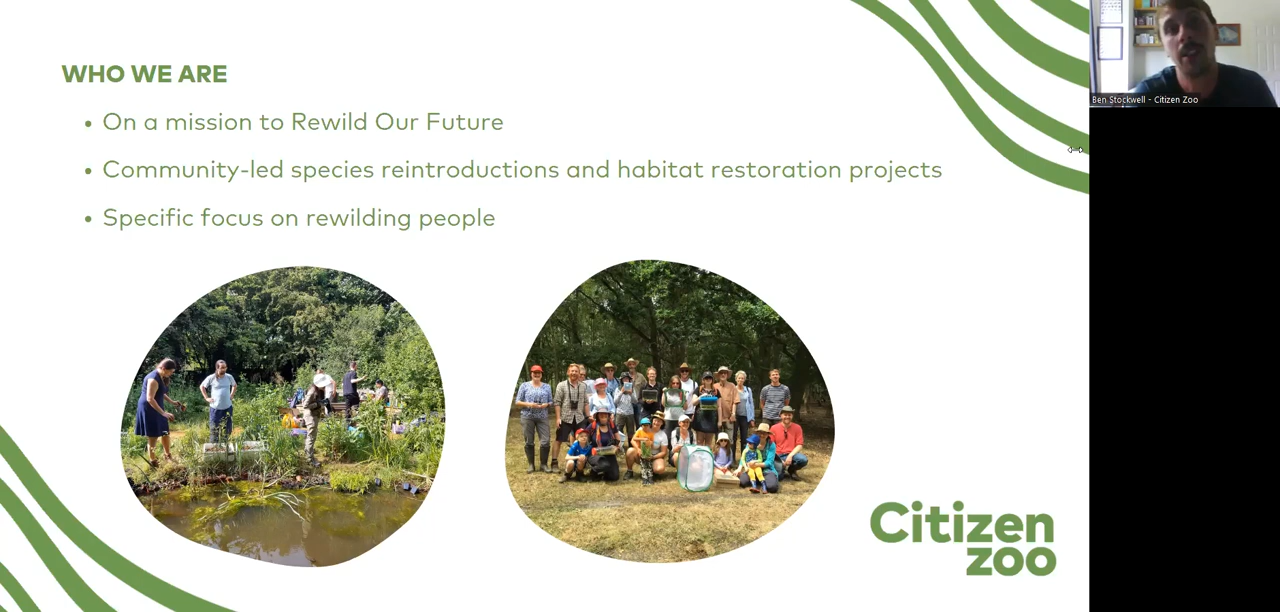 WHO WE ARE
• On a mission to Rewild Our Future
• Community-led species reintroductions and habitat restoration projects
• Specific focus on rewilding people
Citizen
zoo
Ben Stockwell - Citizen Zoo